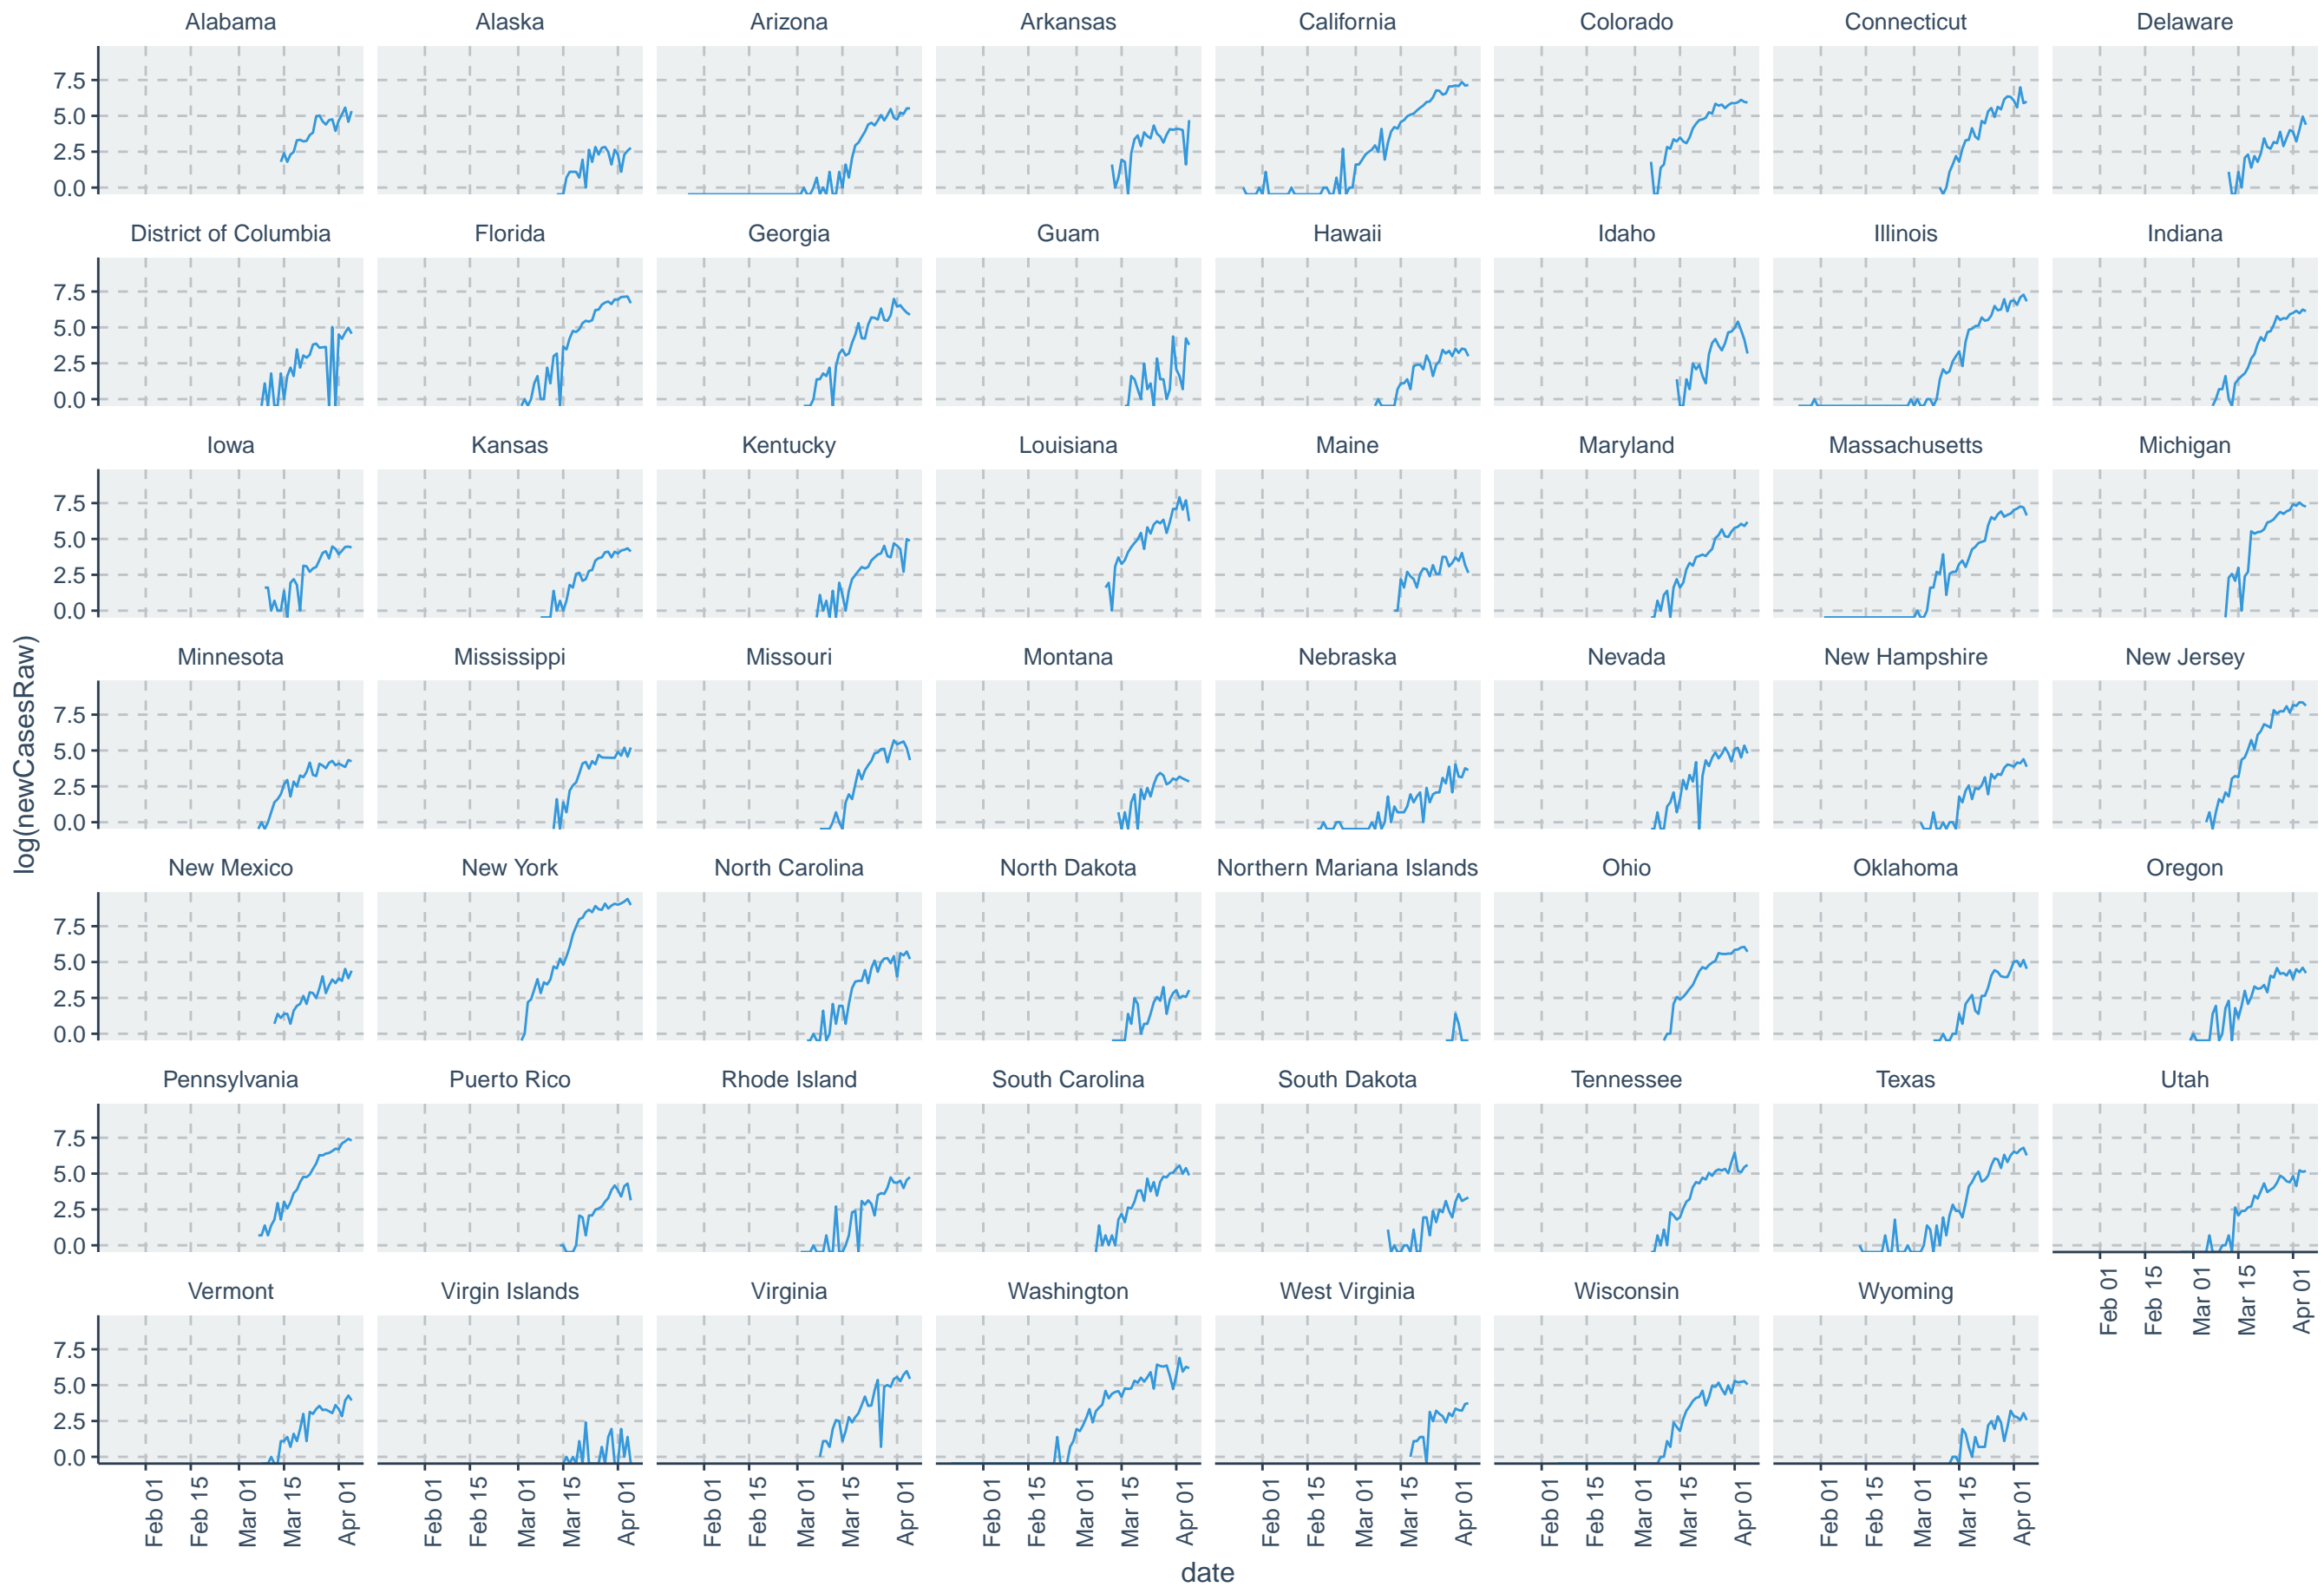 Alabama Alaska Arizona Arkansas California Colorado Connecticut Delaware
7.5
5.0
2.5
0.0
District of Columbia Florida Georgia Guam Hawaii Idaho Illinois Indiana
7.5
5.0
2.5
0.0
Iowa Kansas Kentucky Louisiana Maine Maryland Massachusetts Michigan
7.5
5.0
2.5
0.0
log(newCasesRaw)
Minnesota Mississippi Missouri Montana Nebraska Nevada New Hampshire New Jersey
7.5
5.0
2.5
0.0
New Mexico New York North Carolina North Dakota Northern Mariana Islands Ohio Oklahoma Oregon
7.5
5.0
2.5
0.0
Pennsylvania Puerto Rico Rhode Island South Carolina South Dakota Tennessee Texas Utah
7.5
5.0
2.5
0.0
Feb 01 Feb 15 Mar 01 Mar 15 Apr 01
Vermont Virgin Islands Virginia Washington West Virginia Wisconsin Wyoming
7.5
5.0
2.5
0.0
Feb 01 Feb 15 Mar 01 Mar 15 Apr 01 Feb 01 Feb 15 Mar 01 Mar 15 Apr 01 Feb 01 Feb 15 Mar 01 Mar 15 Apr 01 Feb 01 Feb 15 Mar 01 Mar 15 Apr 01 Feb 01 Feb 15 Mar 01 Mar 15 Apr 01 Feb 01 Feb 15 Mar 01 Mar 15 Apr 01 Feb 01 Feb 15 Mar 01 Mar 15 Apr 01
date